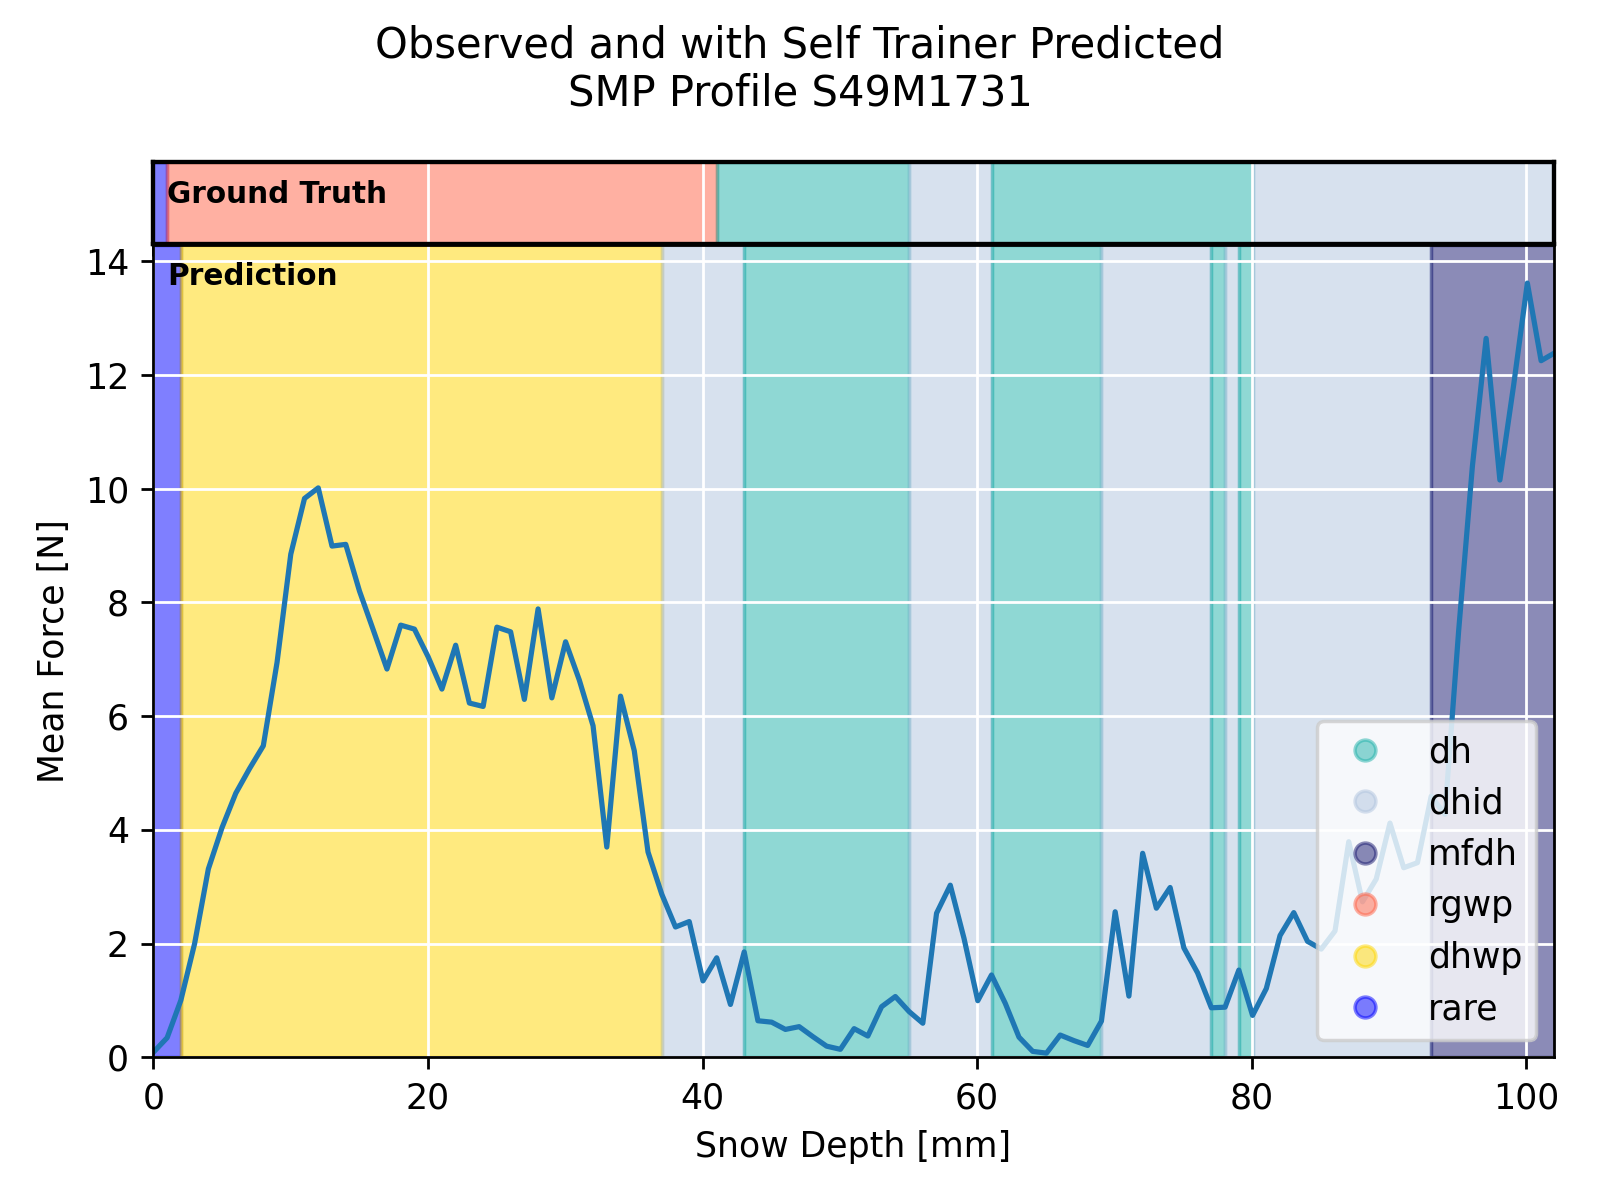 Observed and with Self Trainer Predicted
SMP Profile S49M1731
Ground Truth
Prediction
14
12
10
8
6
4
2
0
Mean Force [N]
dh
dhid
mfdh
rgwp
dhwp
rare
0 20 40 60 80 100
Snow Depth [mm]